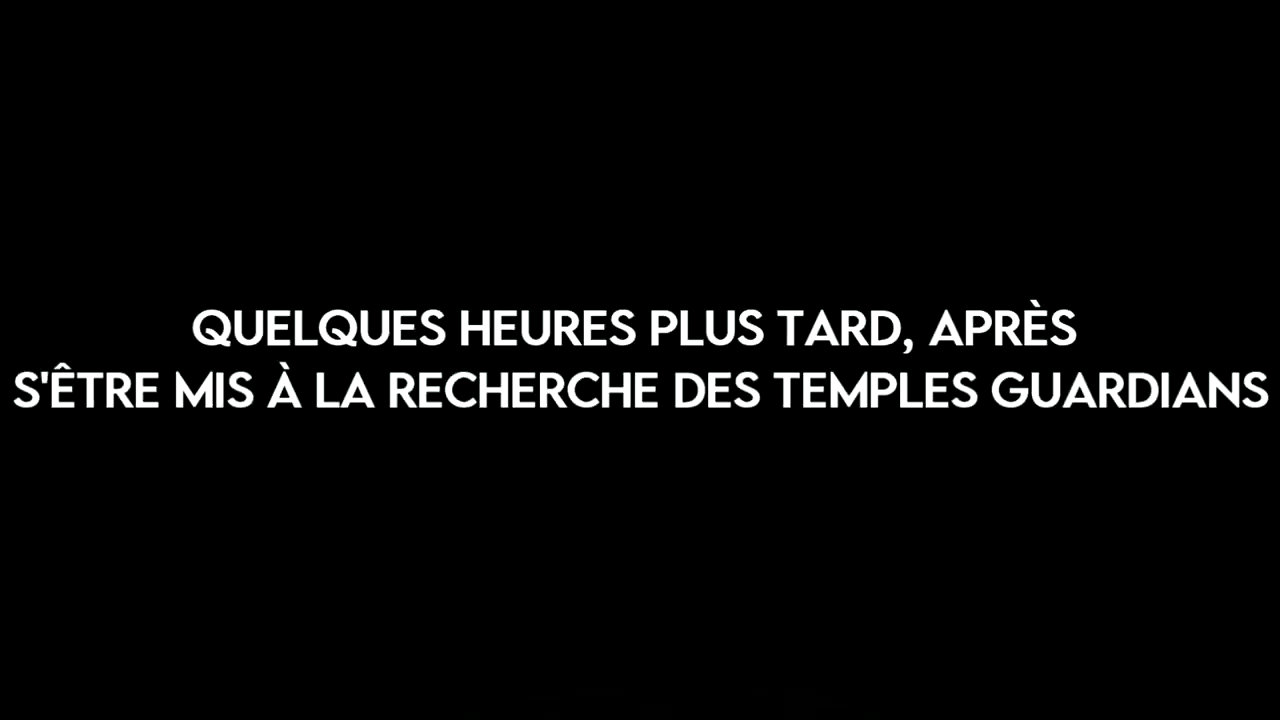 QUELQUES HEURES PLUS TARD, APRÈS
S'ÊTRE MIS À LA RECHERCHE DES TEMPLES GUARDIANS